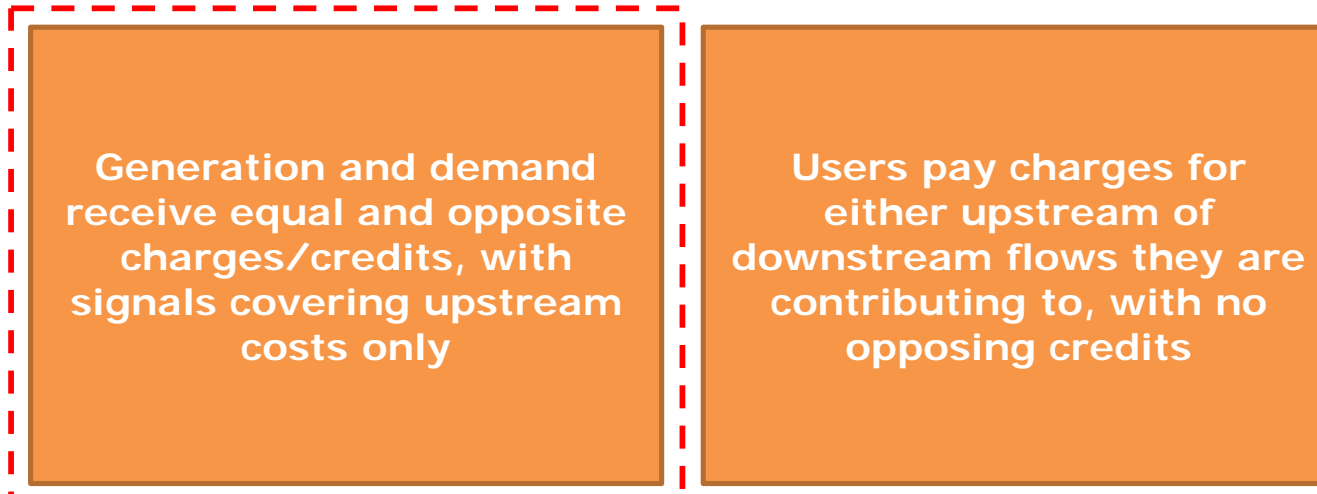 Generation and demand
receive equal and opposite
charges/credits, with
signals covering upstream
costs only
Users pay charges for
either upstream of
downstream flows they are
contributing to, with no
opposing credits